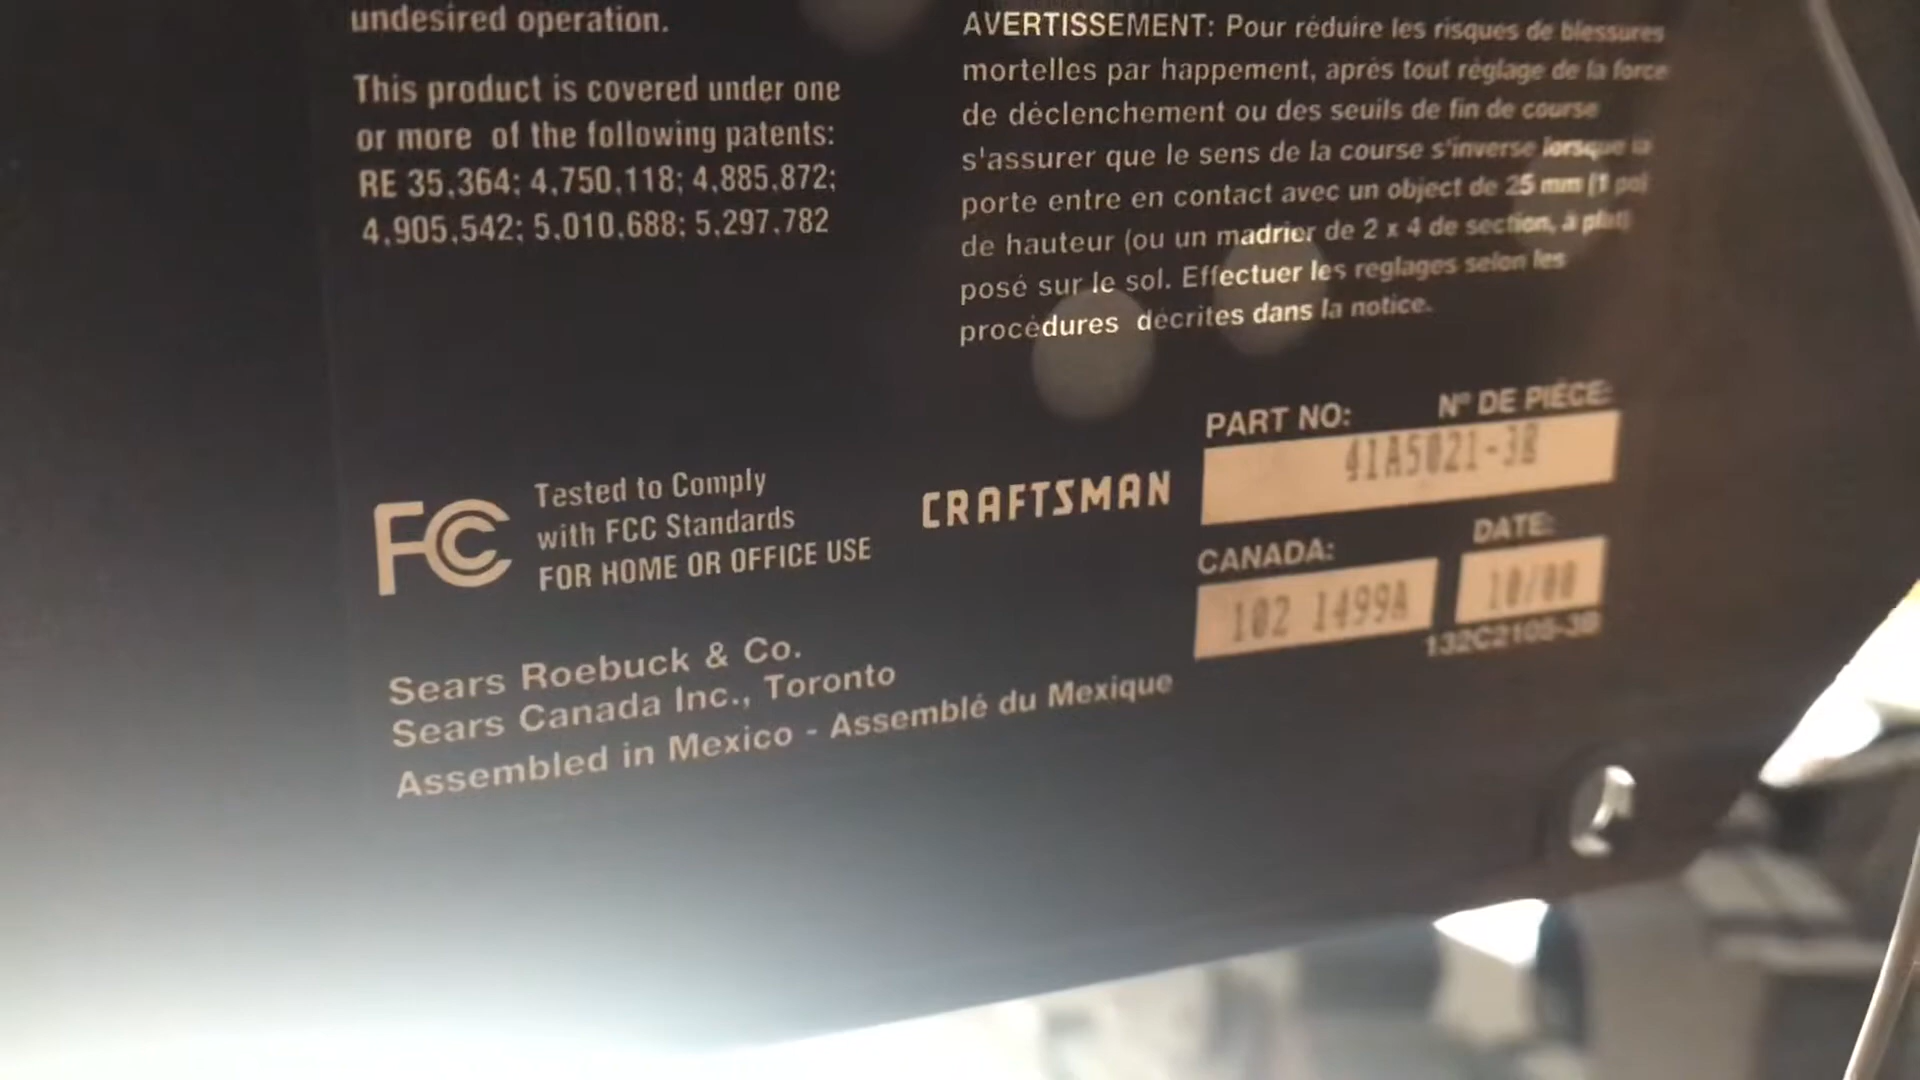 undesired operation.
This product is covered under one
or more of the following patents:
RE 35,364; 4,750,118; 4,885,872;
4,905,542; 5,010,688; 5,297,782
AVERTISSEMENT: Pour réduire les risques de blessures
mortelles par happement, après tout réglage de la force
de déclenchement ou des seuils de fin de course
s'assurer que le sens de la course s'inverse lorsque la
porte entre en contact avec un object de 25 mm (1 po)
de hauteur (ou un madrier de 2 x 4 de section, à plat)
posé sur le sol. Effectuer les reglages selon les
procédures décrites dans la notice.
FC Tested to Comply
with FCC Standards
FOR HOME OR OFFICE USE
CRAFTSMAN
PART NO: Nº DE PIÉCE:
41A5021-3B
CANADA: DATE:
102 1499A 10/00
132C2105-3B
Sears Roebuck & Co.
Sears Canada Inc., Toronto
Assembled in Mexico - Assemblé du Mexique